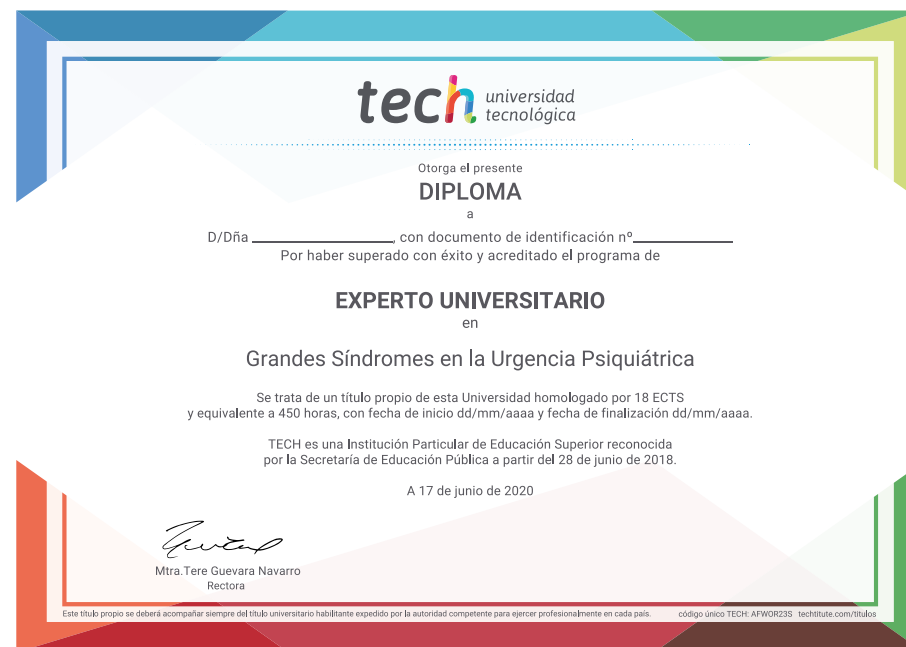 tech universidad
tecnológica
Otorga el presente
DIPLOMA
a
D/Dña ____________________, con documento de identificación nº______________
Por haber superado con éxito y acreditado el programa de
EXPERTO UNIVERSITARIO
en
Grandes Síndromes en la Urgencia Psiquiátrica
Se trata de un título propio de esta Universidad homologado por 18 ECTS
y equivalente a 450 horas, con fecha de inicio dd/mm/aaaa y fecha de finalización dd/mm/aaaa.
TECH es una Institución Particular de Educación Superior reconocida
por la Secretaría de Educación Pública a partir del 28 de junio de 2018.
A 17 de junio de 2020
Mtra.Tere Guevara Navarro
Rectora
Este título propio se deberá acompañar siempre del título universitario habilitante expedido por la autoridad competente para ejercer profesionalmente en cada país. código único TECH: AFWOR23S techtitute.com/titulos